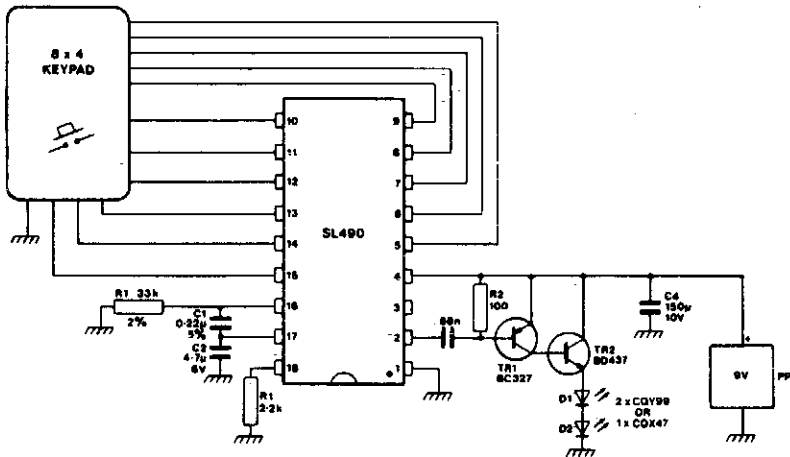 8 x 4
KEYPAD
10
11
12
13
14
15
16
17
18
SL490
9
8
7
6
5
4
3
2
1
R1 33k
2%
C1
0·22μ
5%
C2
4·7μ
6V
R1
2·2k
68n
R2
100
TR1
BC327
TR2
BD437
D1
D2
2 x CQY99
OR
1 x CQX47
C4
150μ
10V
+
9V
PP